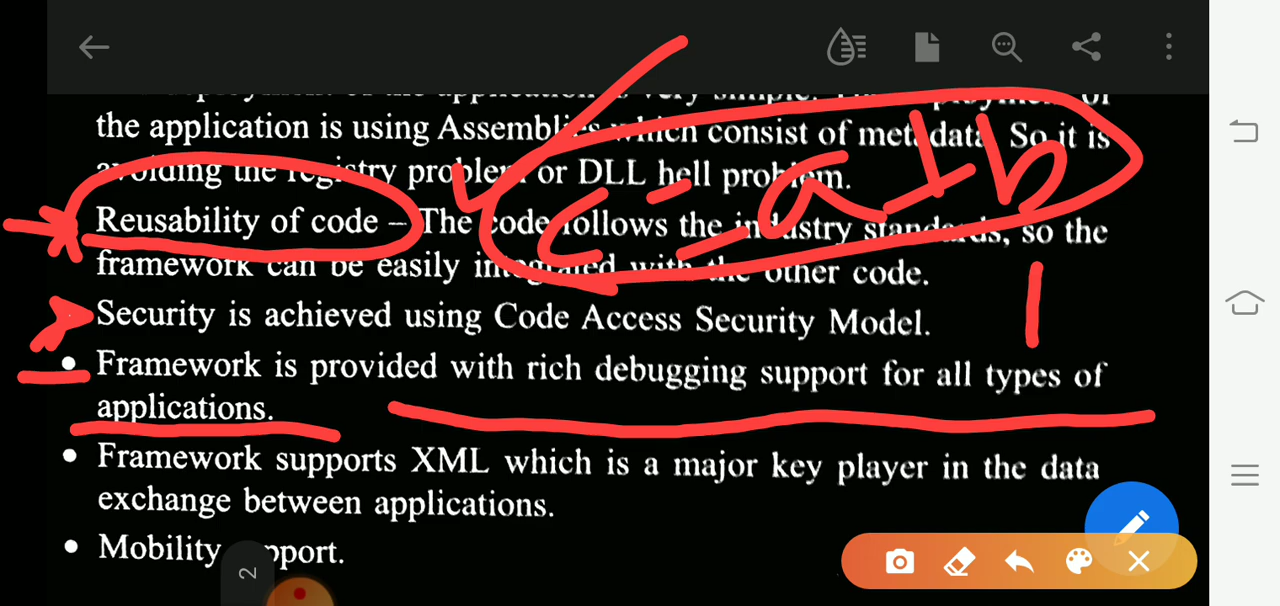 the application is using Assemblies which consist of metadata. So it is
avoiding the registry problem or DLL hell problem.
Reusability of code – The code follows the industry standards, so the
framework can be easily integrated with the other code.
c = a + b
Security is achieved using Code Access Security Model.
• Framework is provided with rich debugging support for all types of
applications.
• Framework supports XML which is a major key player in the data
exchange between applications.
• Mobility support.
2